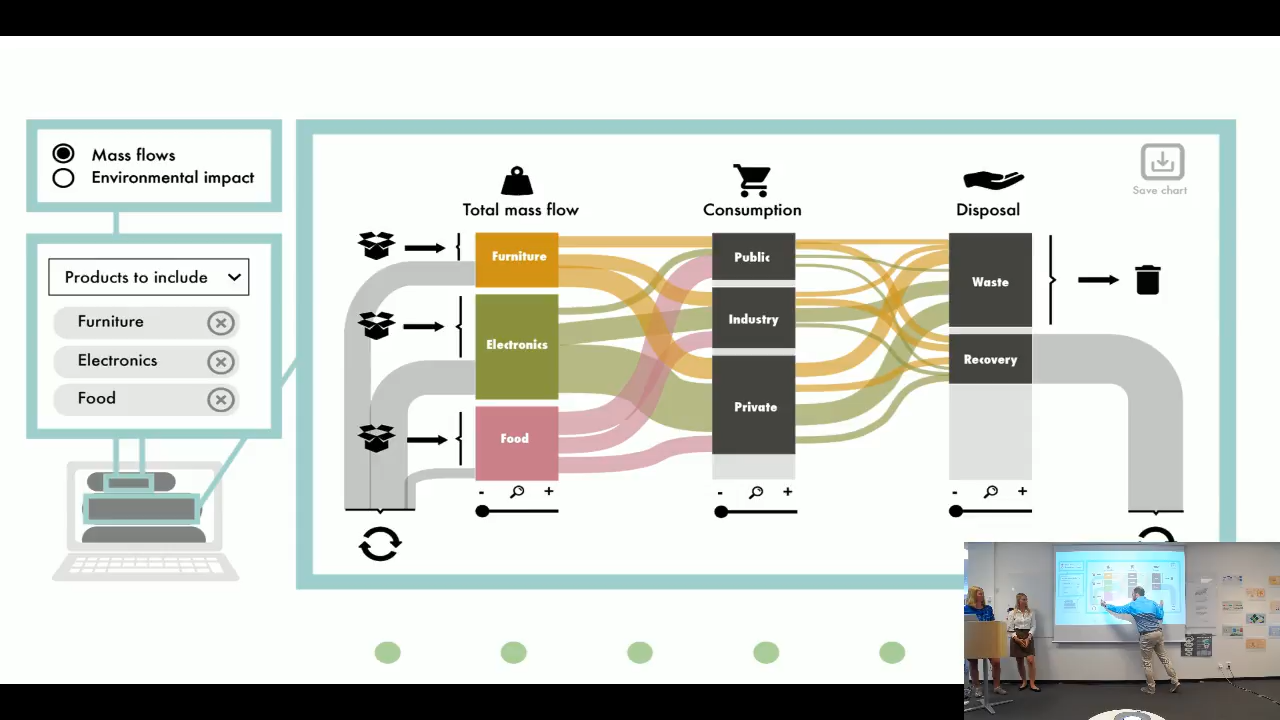 Mass flows
Environmental impact
Products to include
Furniture
Electronics
Food
Save chart
Total mass flow
Consumption
Disposal
Furniture
Electronics
Food
Public
Industry
Private
Waste
Recovery
- +
- +
- +